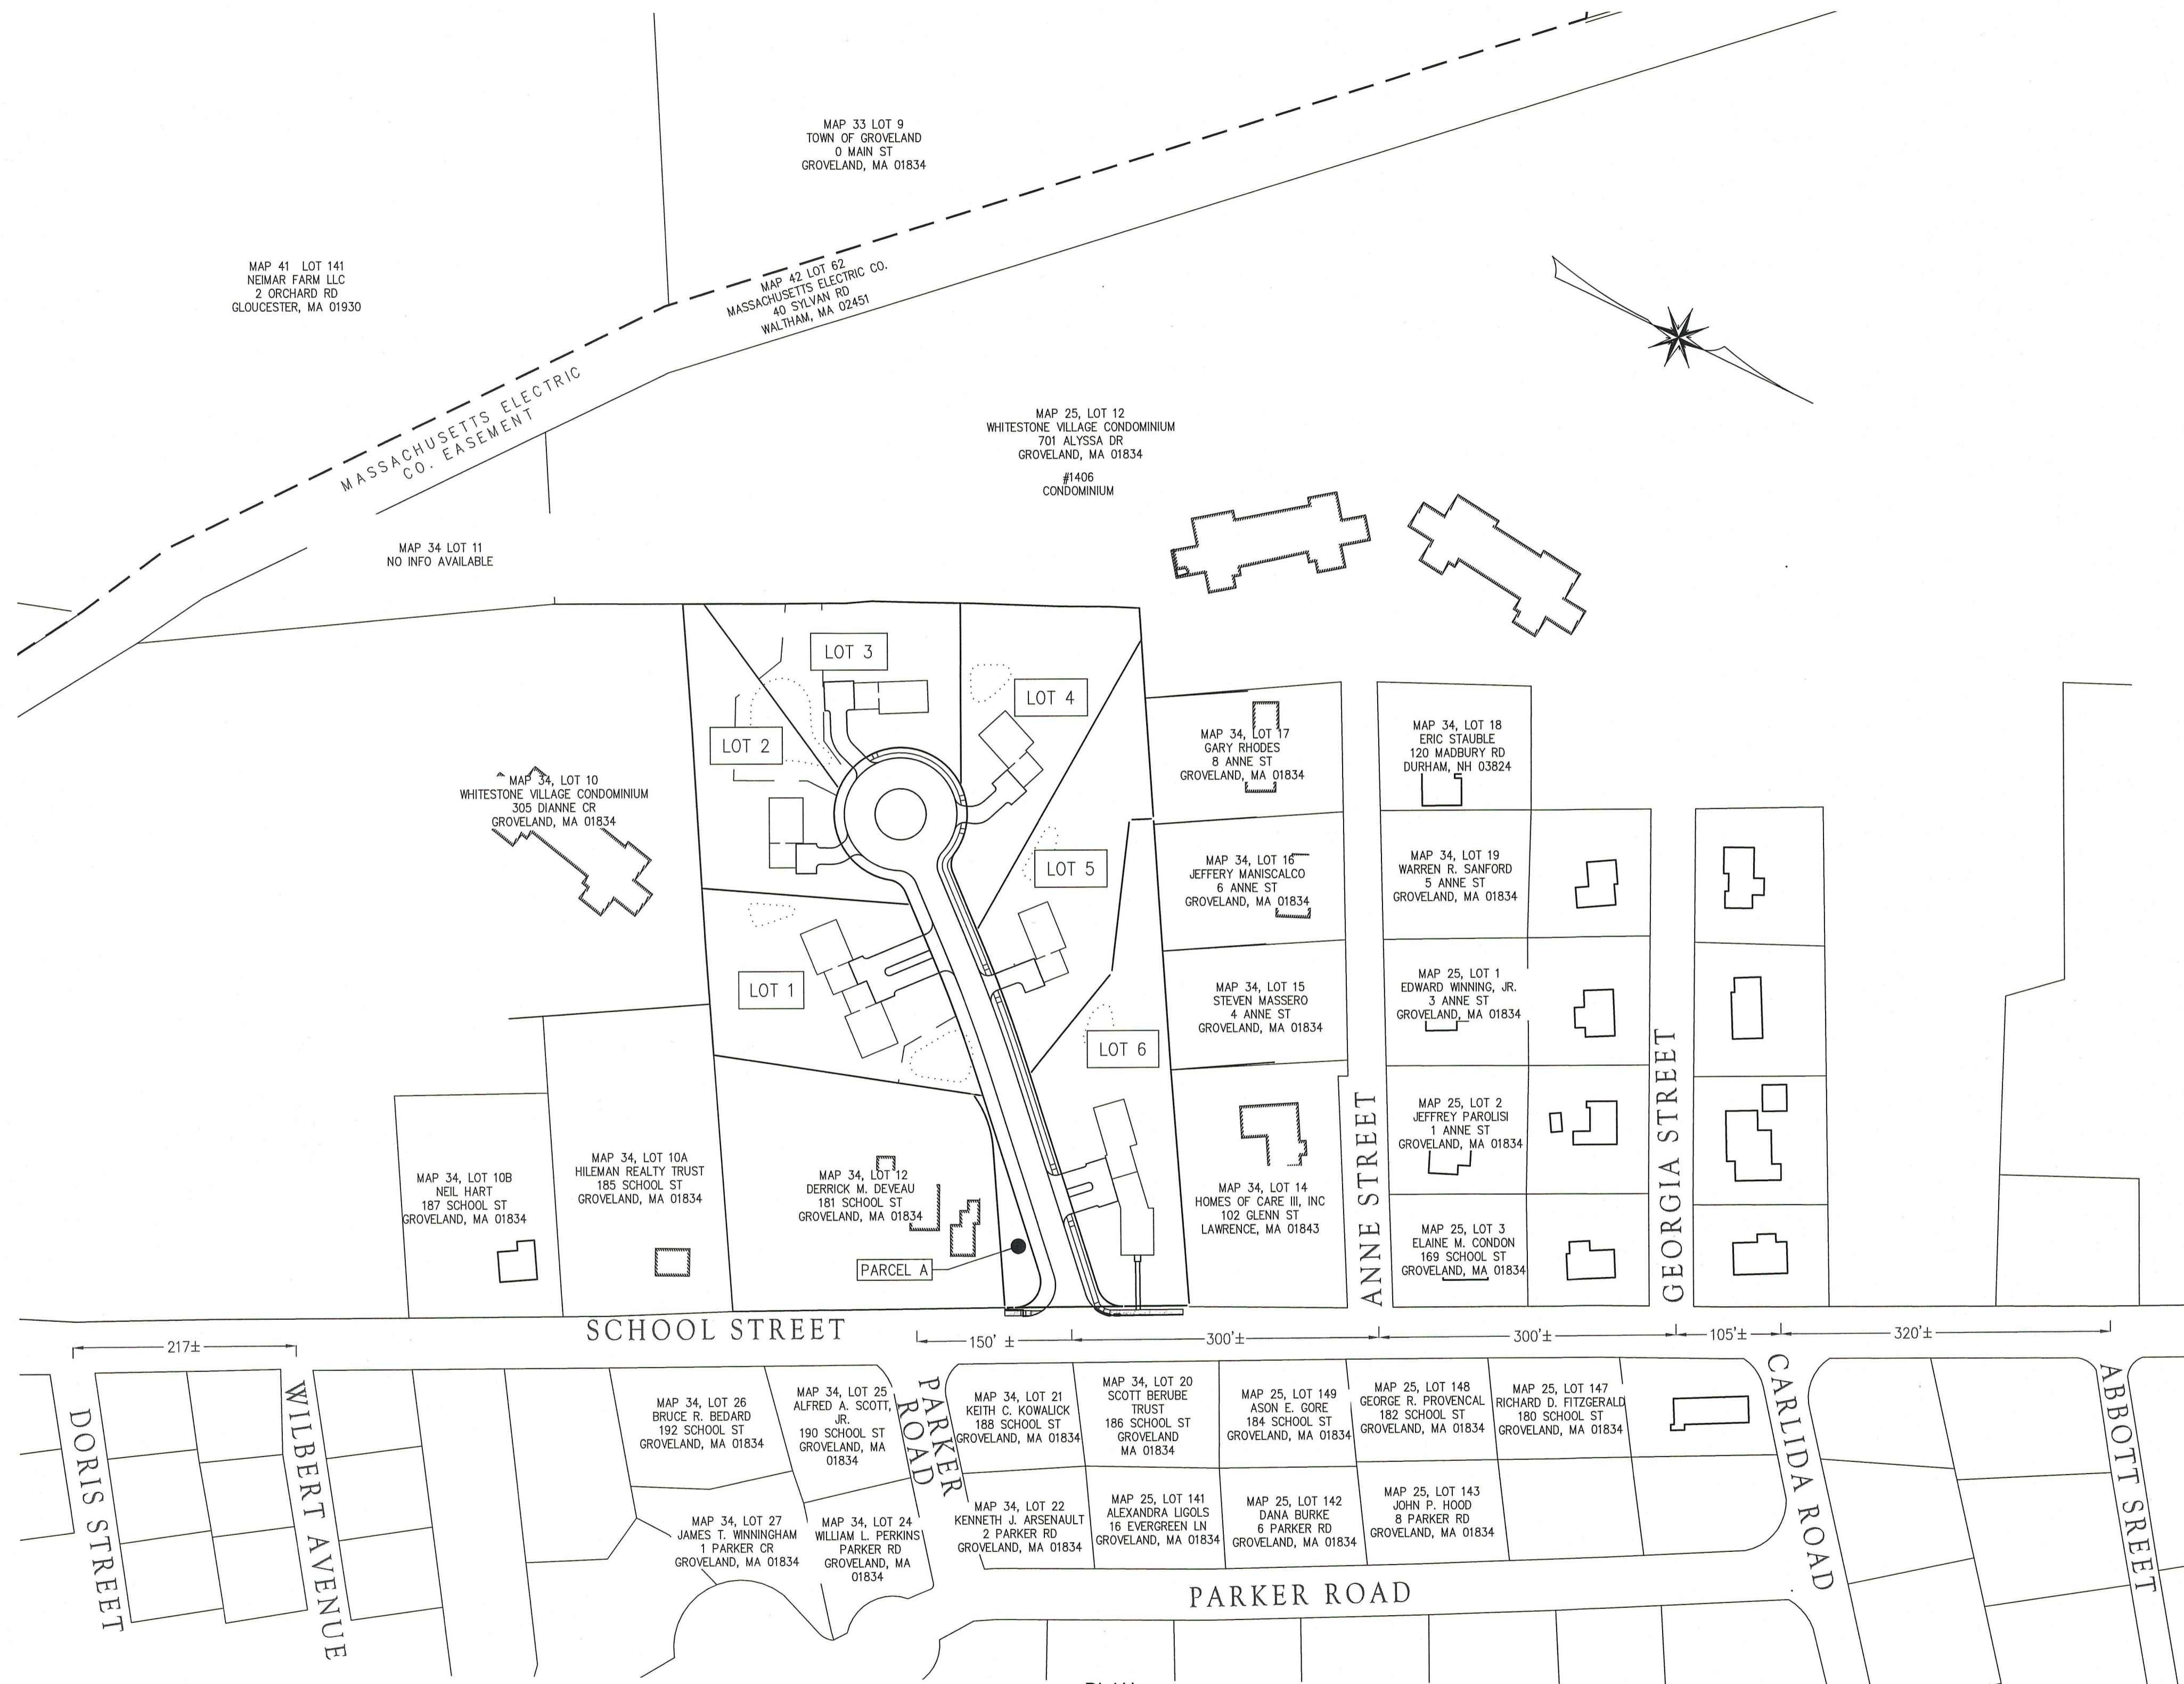 MAP 33 LOT 9
TOWN OF GROVELAND
0 MAIN ST
GROVELAND, MA 01834
MAP 41 LOT 141
NEIMAR FARM LLC
2 ORCHARD RD
GLOUCESTER, MA 01930
MAP 42 LOT 62
MASSACHUSETTS ELECTRIC CO.
40 SYLVAN RD
WALTHAM, MA 02451
MASSACHUSETTS ELECTRIC
CO. EASEMENT
MAP 25, LOT 12
WHITESTONE VILLAGE CONDOMINIUM
701 ALYSSA DR
GROVELAND, MA 01834
#1406
CONDOMINIUM
MAP 34 LOT 11
NO INFO AVAILABLE
LOT 3
LOT 4
LOT 2
LOT 5
LOT 1
LOT 6
PARCEL A
MAP 34, LOT 10
WHITESTONE VILLAGE CONDOMINIUM
305 DIANNE CR
GROVELAND, MA 01834
MAP 34, LOT 17
GARY RHODES
8 ANNE ST
GROVELAND, MA 01834
MAP 34, LOT 18
ERIC STAUBLE
120 MADBURY RD
DURHAM, NH 03824
MAP 34, LOT 16
JEFFERY MANISCALCO
6 ANNE ST
GROVELAND, MA 01834
MAP 34, LOT 19
WARREN R. SANFORD
5 ANNE ST
GROVELAND, MA 01834
MAP 34, LOT 15
STEVEN MASSERO
4 ANNE ST
GROVELAND, MA 01834
MAP 25, LOT 1
EDWARD WINNING, JR.
3 ANNE ST
GROVELAND, MA 01834
MAP 25, LOT 2
JEFFREY PAROLISI
1 ANNE ST
GROVELAND, MA 01834
MAP 34, LOT 10B
NEIL HART
187 SCHOOL ST
GROVELAND, MA 01834
MAP 34, LOT 10A
HILEMAN REALTY TRUST
185 SCHOOL ST
GROVELAND, MA 01834
MAP 34, LOT 12
DERRICK M. DEVEAU
181 SCHOOL ST
GROVELAND, MA 01834
MAP 34, LOT 14
HOMES OF CARE III, INC
102 GLENN ST
LAWRENCE, MA 01843
MAP 25, LOT 3
ELAINE M. CONDON
169 SCHOOL ST
GROVELAND, MA 01834
ANNE STREET
GEORGIA STREET
SCHOOL STREET
217±
150' ±
300'±
300'±
105'±
320'±
DORIS STREET
WILBERT AVENUE
PARKER
ROAD
CARLIDA ROAD
ABBOTT SREET
MAP 34, LOT 26
BRUCE R. BEDARD
192 SCHOOL ST
GROVELAND, MA 01834
MAP 34, LOT 25
ALFRED A. SCOTT,
JR.
190 SCHOOL ST
GROVELAND, MA
01834
MAP 34, LOT 21
KEITH C. KOWALICK
188 SCHOOL ST
GROVELAND, MA 01834
MAP 34, LOT 20
SCOTT BERUBE
TRUST
186 SCHOOL ST
GROVELAND
MA 01834
MAP 25, LOT 149
ASON E. GORE
184 SCHOOL ST
GROVELAND, MA 01834
MAP 25, LOT 148
GEORGE R. PROVENCAL
182 SCHOOL ST
GROVELAND, MA 01834
MAP 25, LOT 147
RICHARD D. FITZGERALD
180 SCHOOL ST
GROVELAND, MA 01834
MAP 34, LOT 27
JAMES T. WINNINGHAM
1 PARKER CR
GROVELAND, MA 01834
MAP 34, LOT 24
WILLIAM L. PERKINS
PARKER RD
GROVELAND, MA
01834
MAP 34, LOT 22
KENNETH J. ARSENAULT
2 PARKER RD
GROVELAND, MA 01834
MAP 25, LOT 141
ALEXANDRA LIGOLS
16 EVERGREEN LN
GROVELAND, MA 01834
MAP 25, LOT 142
DANA BURKE
6 PARKER RD
GROVELAND, MA 01834
MAP 25, LOT 143
JOHN P. HOOD
8 PARKER RD
GROVELAND, MA 01834
PARKER ROAD